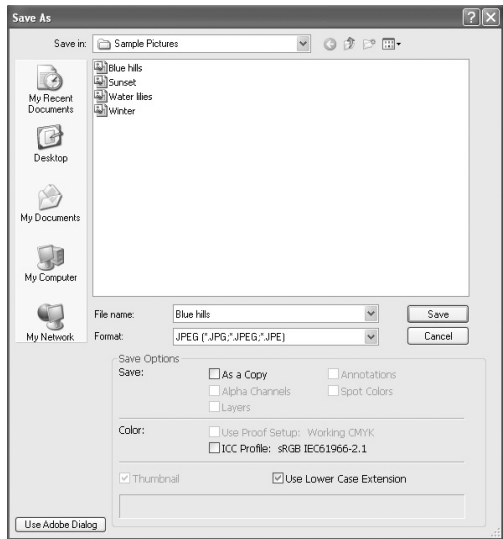 Save As
Save in: Sample Pictures
My Recent
Documents
Desktop
My Documents
My Computer
My Network
Blue hills
Sunset
Water lilies
Winter
File name: Blue hills Save
Format: JPEG (*.JPG;*.JPEG;*.JPE) Cancel
Save Options
Save: As a Copy Annotations
Alpha Channels Spot Colors
Layers
Color: Use Proof Setup: Working CMYK
ICC Profile: sRGB IEC61966-2.1
Thumbnail Use Lower Case Extension
Use Adobe Dialog